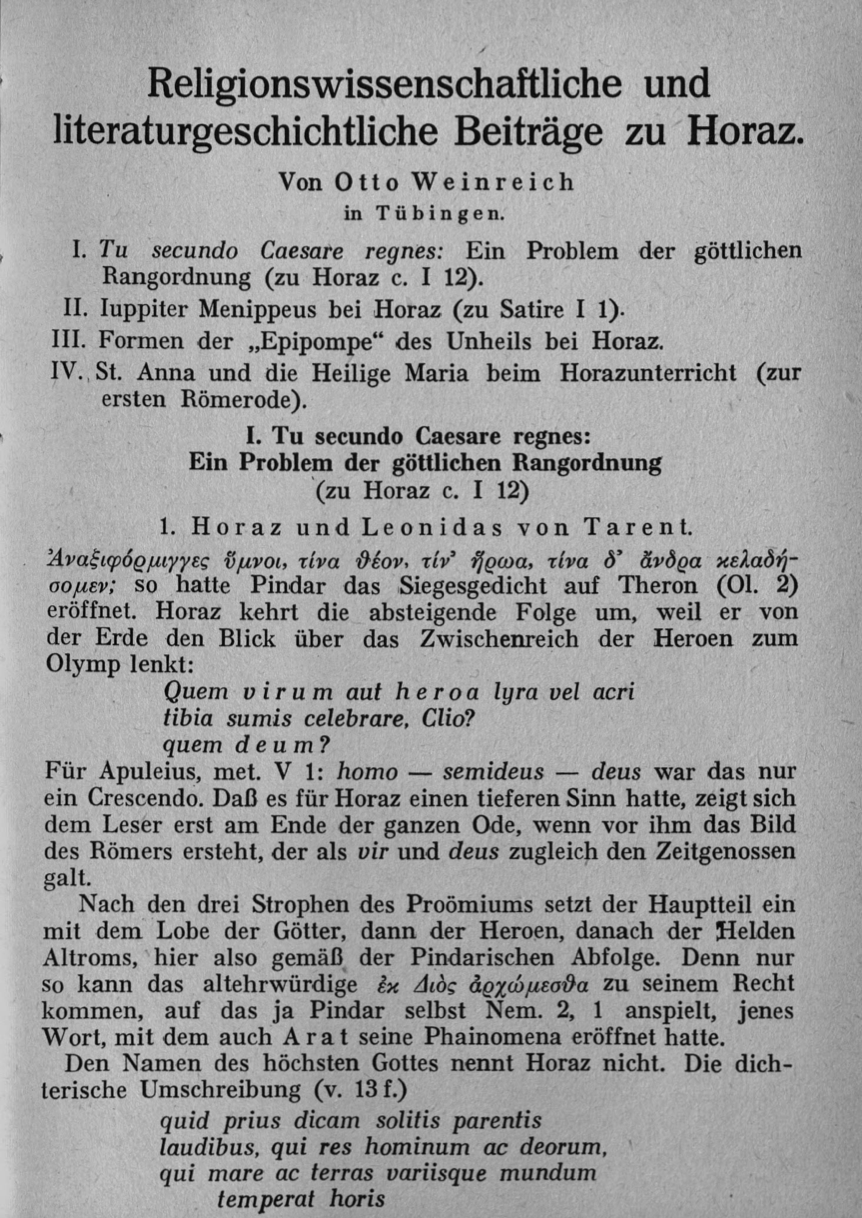 Religionswissenschaftliche und
literaturgeschichtliche Beiträge zu Horaz.
Von Otto Weinreich
in Tübingen.
I. Tu secundo Caesare regnes: Ein Problem der göttlichen
Rangordnung (zu Horaz c. I 12).
II. Iuppiter Menippeus bei Horaz (zu Satire I 1).
III. Formen der „Epipompe“ des Unheils bei Horaz.
IV. St. Anna und die Heilige Maria beim Horazunterricht (zur
ersten Römerode).
I. Tu secundo Caesare regnes:
Ein Problem der göttlichen Rangordnung
(zu Horaz c. I 12)
1. Horaz und Leonidas von Tarent.
Ἀναξιφόρμιγγες ὕμνοι, τίνα θέον, τίν’ ἥρωα, τίνα δ’ ἄνδρα κελαδή-
σομεν; so hatte Pindar das Siegesgedicht auf Theron (Ol. 2)
eröffnet. Horaz kehrt die absteigende Folge um, weil er von
der Erde den Blick über das Zwischenreich der Heroen zum
Olymp lenkt:
Quem virum aut heroa lyra vel acri
tibia sumis celebrare, Clio?
quem deum?
Für Apuleius, met. V 1: homo — semideus — deus war das nur
ein Crescendo. Daß es für Horaz einen tieferen Sinn hatte, zeigt sich
dem Leser erst am Ende der ganzen Ode, wenn vor ihm das Bild
des Römers ersteht, der als vir und deus zugleich den Zeitgenossen
galt.
Nach den drei Strophen des Proömiums setzt der Hauptteil ein
mit dem Lobe der Götter, dann der Heroen, danach der Helden
Altroms, hier also gemäß der Pindarischen Abfolge. Denn nur
so kann das altehrwürdige ἐκ Διὸς ἀρχώμεσθα zu seinem Recht
kommen, auf das ja Pindar selbst Nem. 2, 1 anspielt, jenes
Wort, mit dem auch Arat seine Phainomena eröffnet hatte.
Den Namen des höchsten Gottes nennt Horaz nicht. Die dich-
terische Umschreibung (v. 13 f.)
quid prius dicam solitis parentis
laudibus, qui res hominum ac deorum,
qui mare ac terras variisque mundum
temperat horis